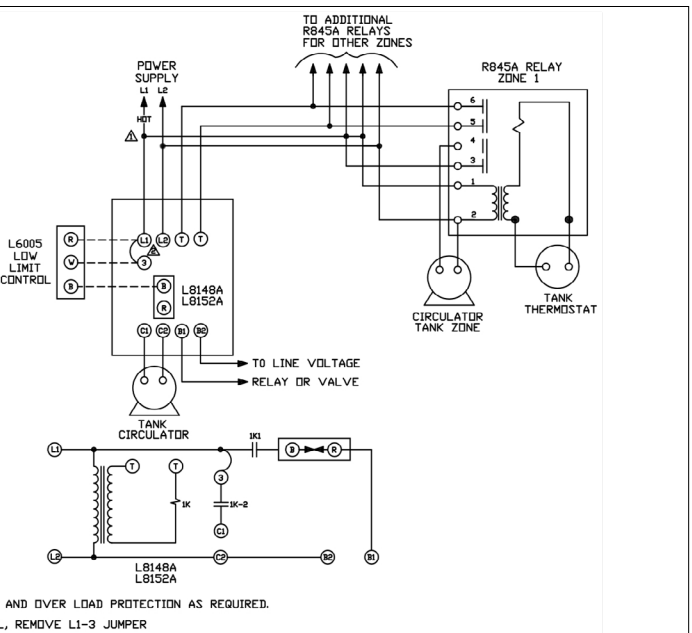 TO ADDITIONAL
R845A RELAYS
FOR OTHER ZONES
POWER
SUPPLY
L1 L2
HOT
1
R845A RELAY
ZONE 1
6
5
4
3
1
2
L6005
LOW
LIMIT
CONTROL
R
W
B
L1 L2 T T
2
3
B
R
L8148A
L8152A
C1 C2 B1 B2
TO LINE VOLTAGE
RELAY OR VALVE
TANK
CIRCULATOR
CIRCULATOR
TANK ZONE
TANK
THERMOSTAT
L1
1K1
B R
T T
3
1K
1K-2
C1
L2
C2
B2
B1
L8148A
L8152A
AND OVER LOAD PROTECTION AS REQUIRED.
L, REMOVE L1-3 JUMPER